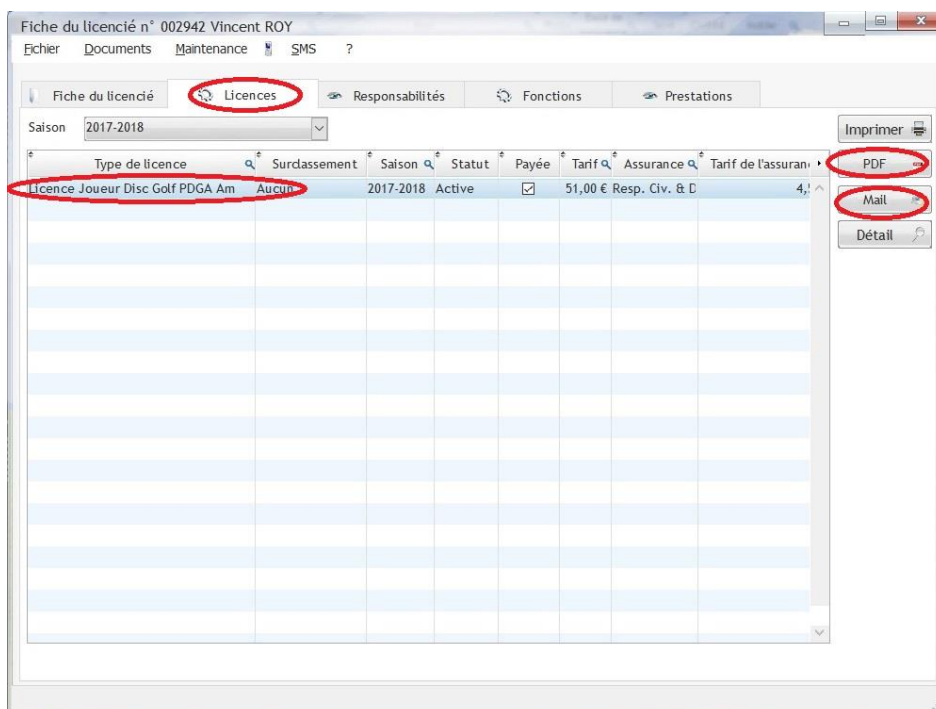 Fiche du licencié n° 002942 Vincent ROY
Fichier Documents Maintenance SMS ?
Fiche du licencié Licences Responsabilités Fonctions Prestations
Saison 2017-2018 Imprimer
Type de licence Surclassement Saison Statut Payée Tarif Assurance Tarif de l'assuran PDF
Licence Joueur Disc Golf PDGA Am Aucun 2017-2018 Active 51,00 € Resp. Civ. & D 4,
Mail
Détail